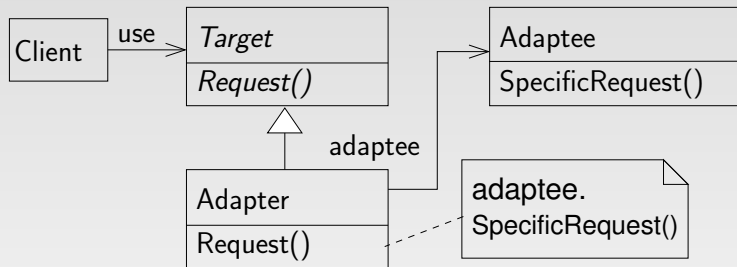 Client
use
Target
Request()
Adaptee
SpecificRequest()
adaptee
Adapter
Request()
adaptee.
SpecificRequest()